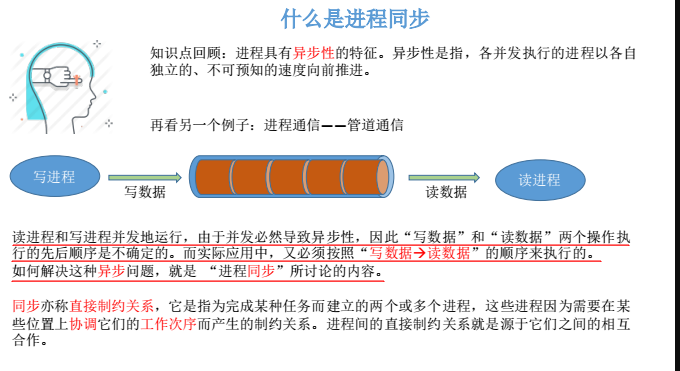 什么是进程同步
知识点回顾：进程具有异步性的特征。异步性是指，各并发执行的进程以各自
独立的、不可预知的速度向前推进。
再看另一个例子：进程通信——管道通信
写进程
写数据
读数据
读进程
读进程和写进程并发地运行，由于并发必然导致异步性，因此“写数据”和“读数据”两个操作执
行的先后顺序是不确定的。而实际应用中，又必须按照“写数据→读数据”的顺序来执行的。
如何解决这种异步问题，就是 “进程同步”所讨论的内容。
同步亦称直接制约关系，它是指为完成某种任务而建立的两个或多个进程，这些进程因为需要在某
些位置上协调它们的工作次序而产生的制约关系。进程间的直接制约关系就是源于它们之间的相互
合作。